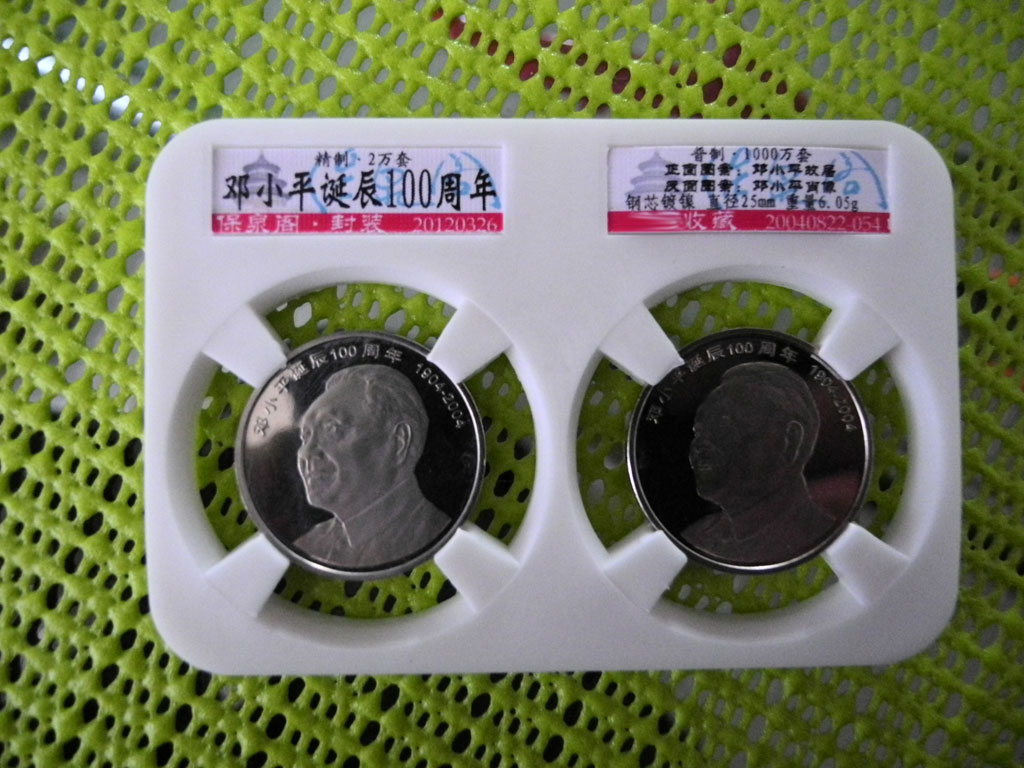 精制 2万套
邓小平诞辰100周年
保泉阁·封装 20120326
普制 1000万套
正面图案：邓小平故居
反面图案：邓小平肖像
钢芯镀镍 直径25mm 重量6.05g
收藏 20040822-0541
邓小平诞辰100周年 1904-2004
邓小平诞辰100周年 1904-2004